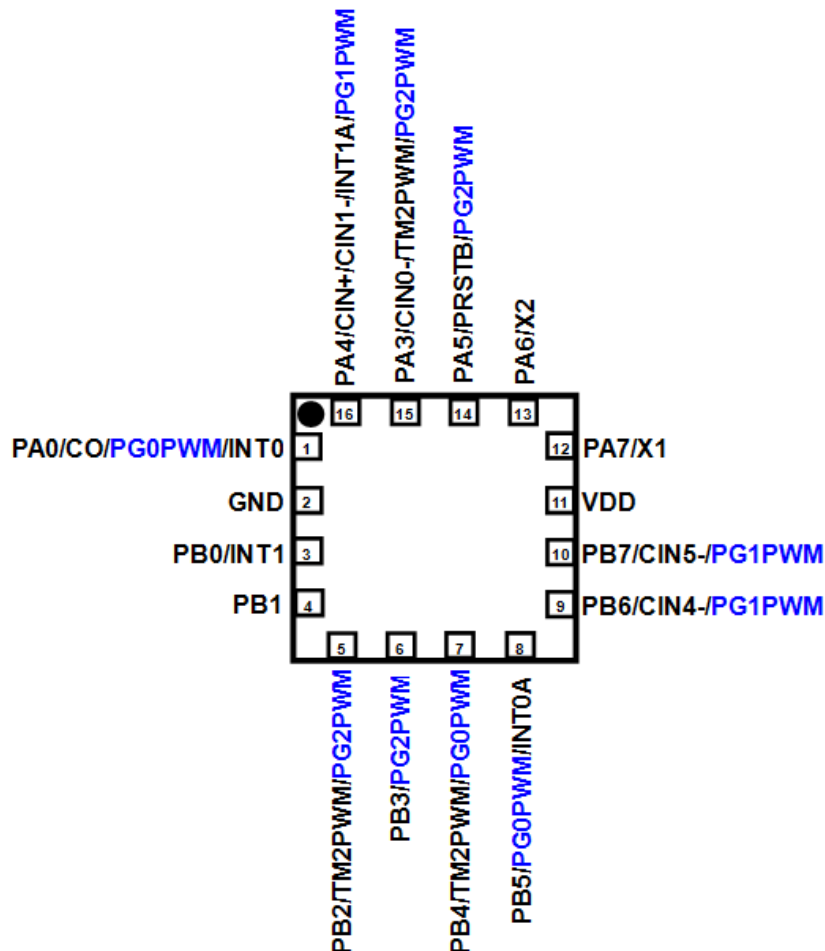 PA4/CIN+/CIN1-/INT1A/PG1PWM
PA3/CIN0-/TM2PWM/PG2PWM
PA5/PRSTB/PG2PWM
PA6/X2
16
15
14
13
PA0/CO/PG0PWM/INT0
1
12
PA7/X1
GND
2
11
VDD
PB0/INT1
3
10
PB7/CIN5-/PG1PWM
PB1
4
9
PB6/CIN4-/PG1PWM
5
6
7
8
PB2/TM2PWM/PG2PWM
PB3/PG2PWM
PB4/TM2PWM/PG0PWM
PB5/PG0PWM/INT0A